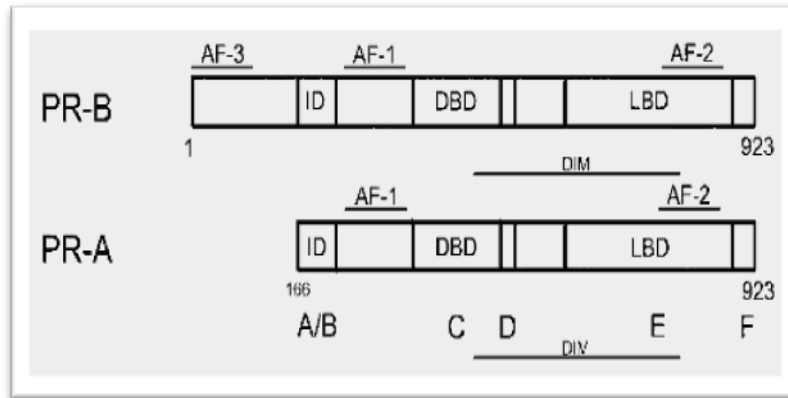 AF-3 AF-1 AF-2
PR-B ID DBD LBD
1 923
DIM
AF-1 AF-2
PR-A ID DBD LBD
166 923
A/B C D E F
DIV